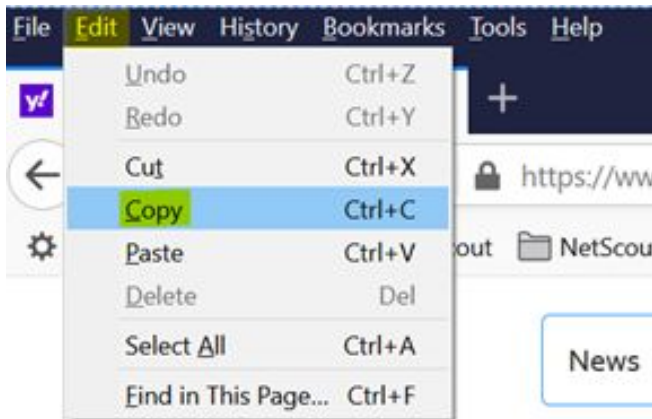 File Edit View History Bookmarks Tools Help
Undo Ctrl+Z
y!
Redo Ctrl+Y
+
Cut Ctrl+X
https://ww
Copy Ctrl+C
Paste Ctrl+V
out NetScou
Delete Del
Select All Ctrl+A
News
Find in This Page... Ctrl+F